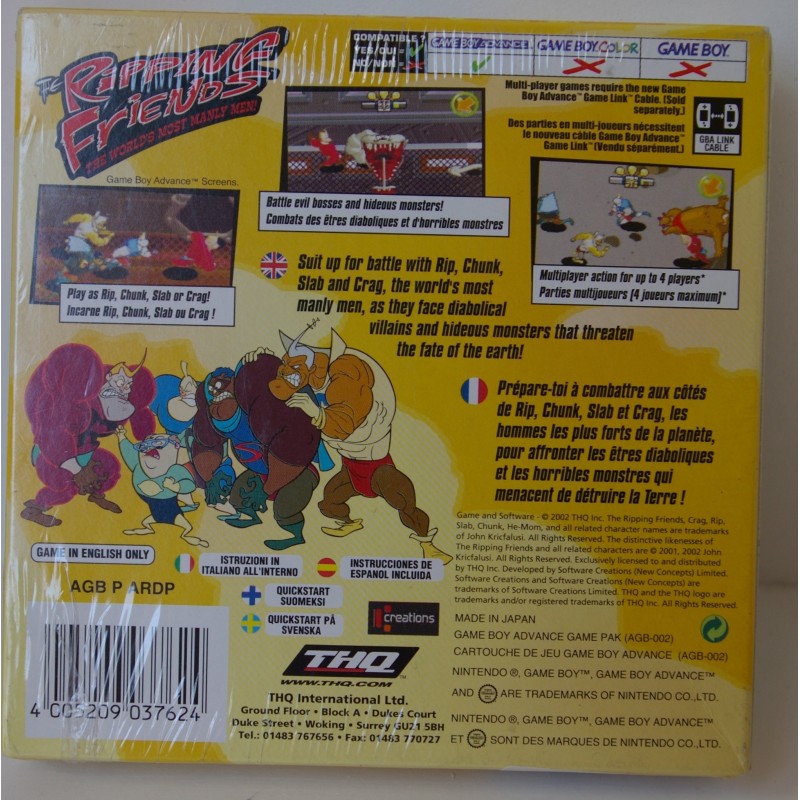 THE
RIPPING
FRIENDS
THE WORLD'S MOST MANLY MEN!
COMPATIBLE ?
YES/OUI
NO/NON
GAME BOY ADVANCE
GAME BOY COLOR
GAME BOY
Multi-player games require the new Game
Boy Advance™ Game Link™ Cable. (Sold
separately.)
Des parties en multi-joueurs nécessitent
le nouveau câble Game Boy Advance™
Game Link™ (Vendu séparément.)
GBA LINK
CABLE
Game Boy Advance™ Screens.
Battle evil bosses and hideous monsters!
Combats des êtres diaboliques et d'horribles monstres
Play as Rip, Chunk, Slab or Crag!
Incarne Rip, Chunk, Slab ou Crag !
Multiplayer action for up to 4 players*
Parties multijoueurs (4 joueurs maximum)*
Suit up for battle with Rip, Chunk,
Slab and Crag, the world's most
manly men, as they face diabolical
villains and hideous monsters that threaten
the fate of the earth!
Prépare-toi à combattre aux côtés
de Rip, Chunk, Slab et Crag, les
hommes les plus forts de la planète,
pour affronter les êtres diaboliques
et les horribles monstres qui
menacent de détruire la Terre !
Game and Software - © 2002 THQ Inc. The Ripping Friends, Crag, Rip,
Slab, Chunk, He-Mom, and all related character names are trademarks
of John Kricfalusi. The distinctive likenesses of
The Ripping Friends and all related characters are © 2001, 2002 John
Kricfalusi. Exclusively licensed to and distributed
by THQ Inc. Developed by Software Creations (New Concepts) Limited.
Software Creations and Software Creations (New Concepts) are
trademarks of Software Creations Limited. THQ and the THQ logo are
trademarks and/or registered trademarks of THQ Inc. All Rights Reserved.
GAME IN ENGLISH ONLY
AGB P ARDP
ISTRUZIONI IN
ITALIANO ALL'INTERNO
INSTRUCCIONES DE
ESPANOL INCLUIDA
QUICKSTART
SUOMEKSI
QUICKSTART PÅ
SVENSKA
creations
MADE IN JAPAN
GAME BOY ADVANCE GAME PAK (AGB-002)
CARTOUCHE DE JEU GAME BOY ADVANCE (AGB-002)
NINTENDO ®, GAME BOY™, GAME BOY ADVANCE™
AND ARE TRADEMARKS OF NINTENDO CO.,LTD.
NINTENDO ®, GAME BOY™, GAME BOY ADVANCE™
ET SONT DES MARQUES DE NINTENDO CO.,LTD.
THQ™
WWW.THQ.COM
THQ International Ltd.
Ground Floor • Block A • Dukes Court
Duke Street • Woking • Surrey GU21 5BH
Tel.: 01483 767656 • Fax: 01483 770727
4 005209 037624